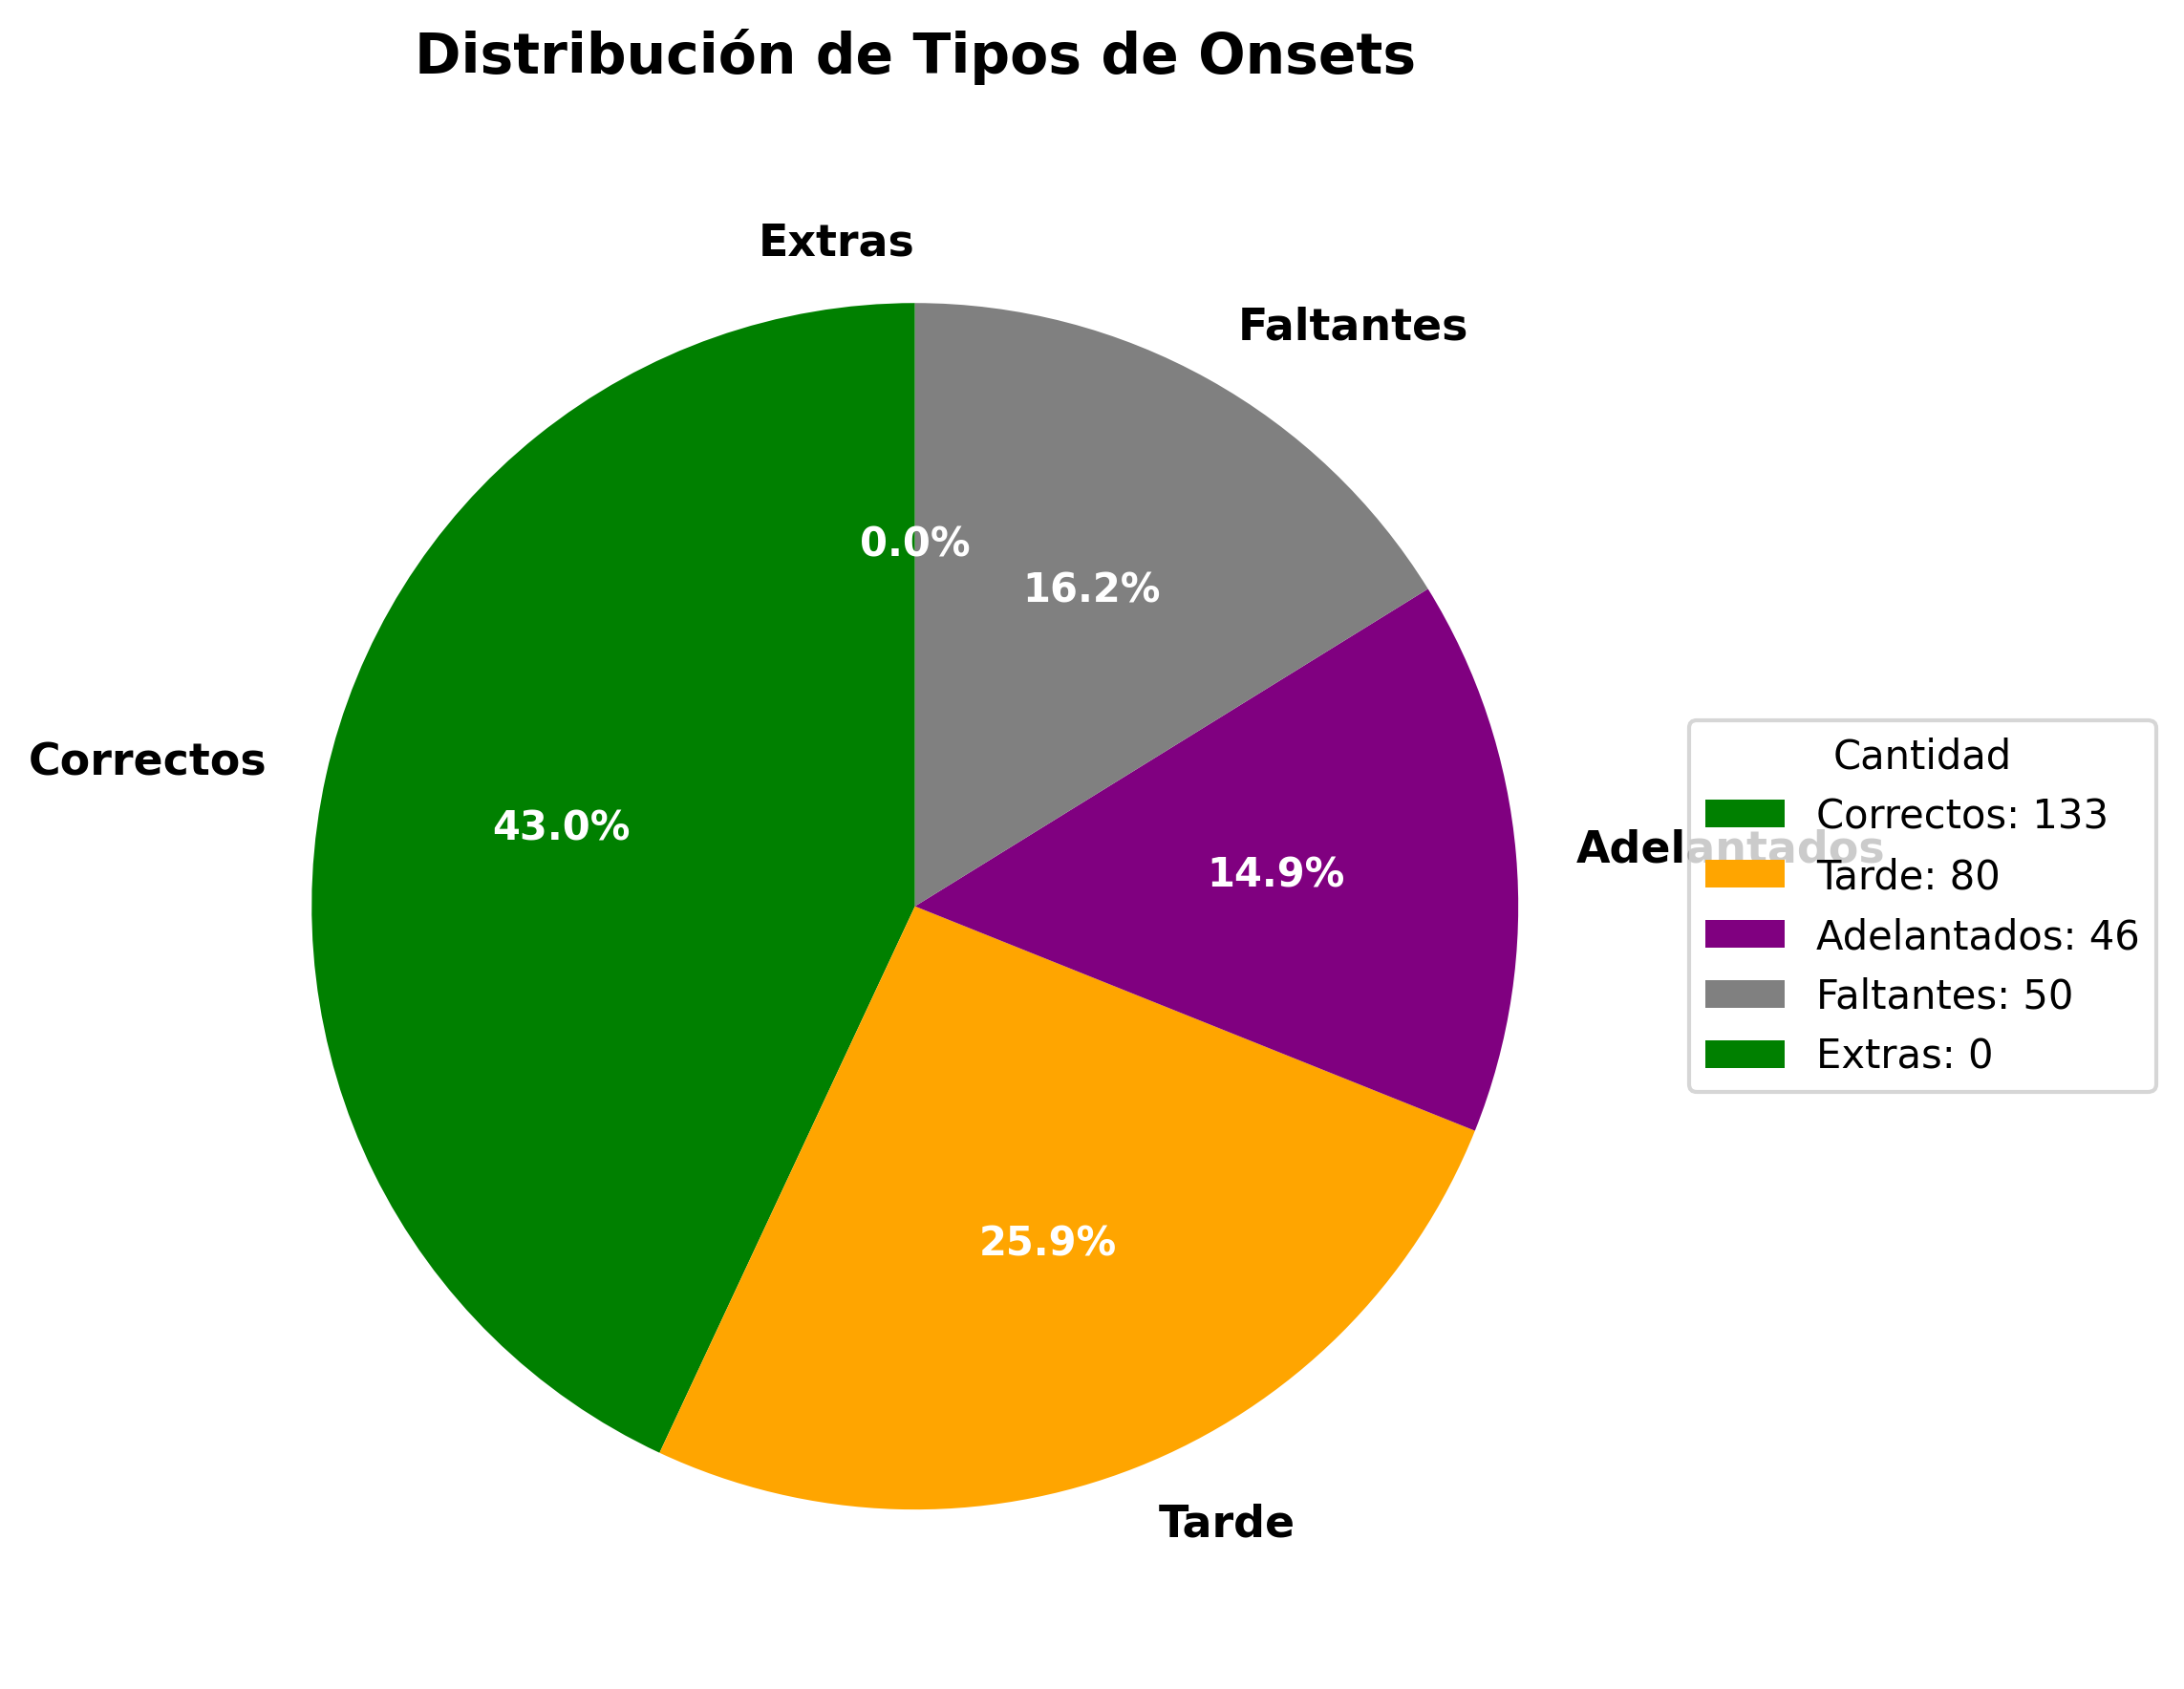 Distribución de Tipos de Onsets
Extras
Faltantes
0.0%
16.2%
Correctos
43.0%
14.9%
Adelantados
25.9%
Tarde
Cantidad
Correctos: 133
Tarde: 80
Adelantados: 46
Faltantes: 50
Extras: 0